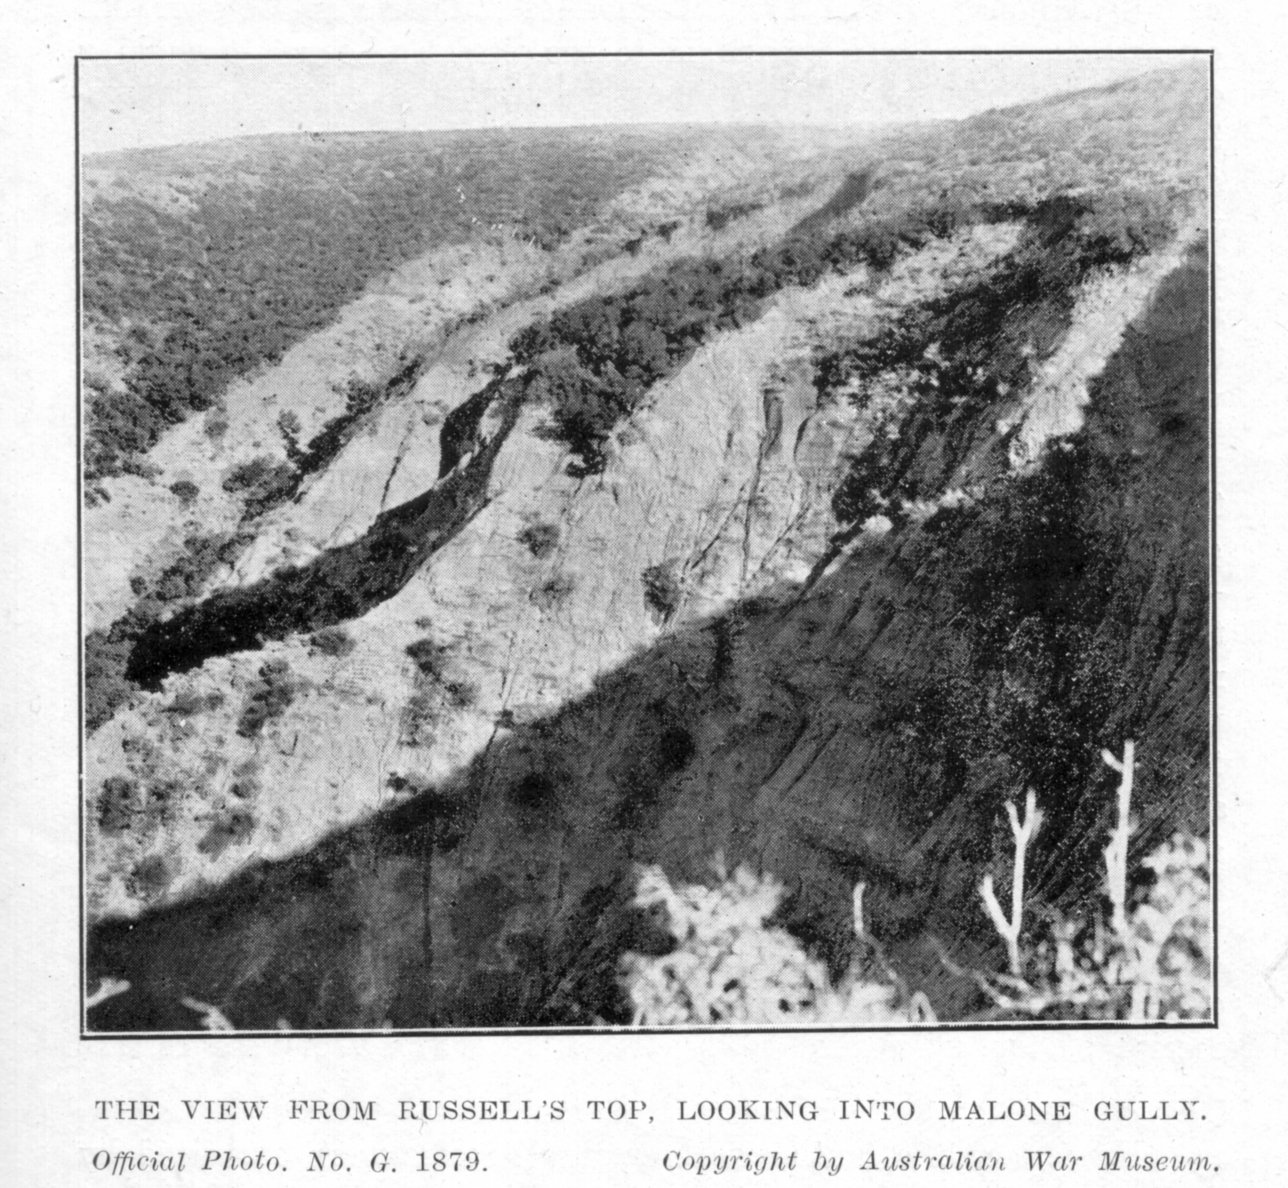 THE VIEW FROM RUSSELL'S TOP, LOOKING INTO MALONE GULLY.
Official Photo. No. G. 1879. Copyright by Australian War Museum.